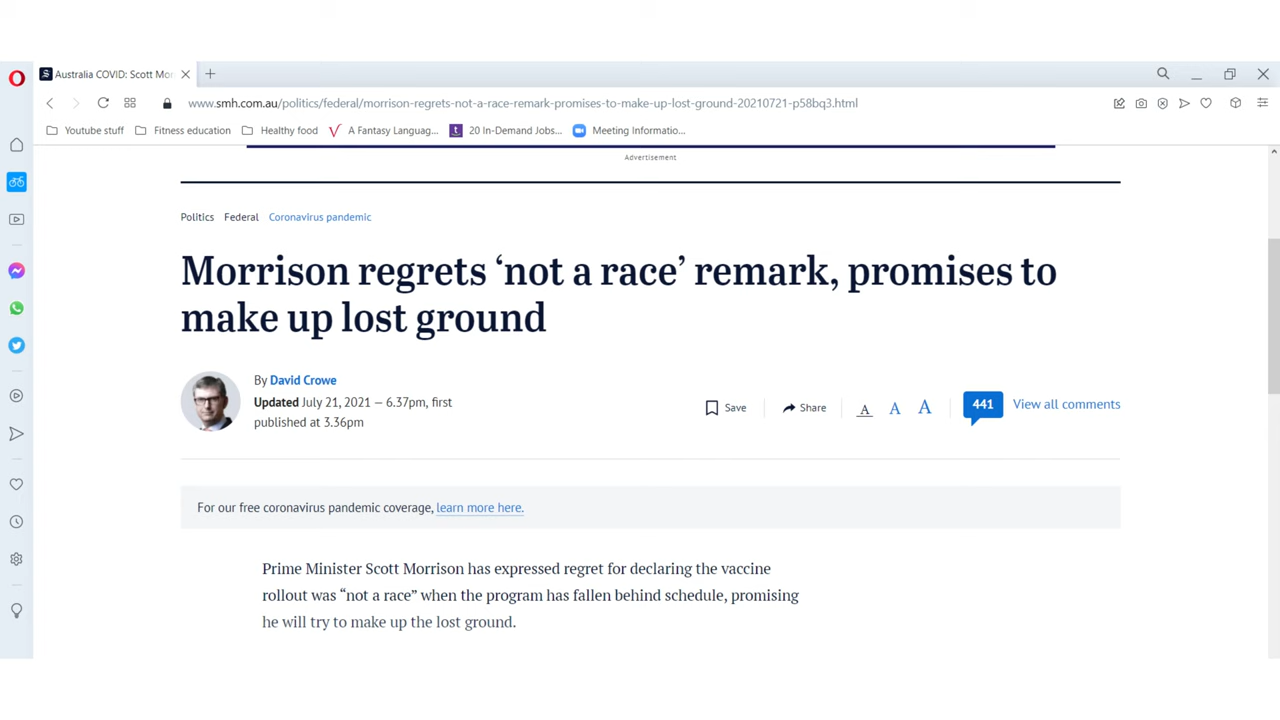 Australia COVID: Scott Mor
www.smh.com.au/politics/federal/morrison-regrets-not-a-race-remark-promises-to-make-up-lost-ground-20210721-p58bq3.html
Youtube stuff Fitness education Healthy food A Fantasy Languag... 20 In-Demand Jobs... Meeting Informatio...
Advertisement
Politics Federal Coronavirus pandemic
Morrison regrets ‘not a race’ remark, promises to
make up lost ground
By David Crowe
Updated July 21, 2021 — 6.37pm, first
published at 3.36pm
Save Share A A A 441 View all comments
For our free coronavirus pandemic coverage, learn more here.
Prime Minister Scott Morrison has expressed regret for declaring the vaccine
rollout was “not a race” when the program has fallen behind schedule, promising
he will try to make up the lost ground.